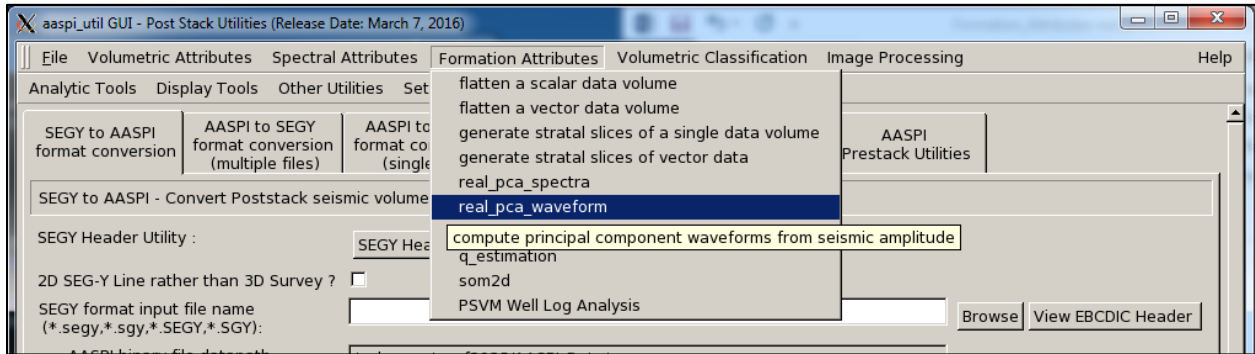 aaspi_util GUI - Post Stack Utilities (Release Date: March 7, 2016)
File Volumetric Attributes Spectral Attributes Formation Attributes Volumetric Classification Image Processing Help
Analytic Tools Display Tools Other Utilities Set
flatten a scalar data volume
flatten a vector data volume
generate stratal slices of a single data volume
generate stratal slices of vector data
real_pca_spectra
real_pca_waveform
compute principal component waveforms from seismic amplitude
q_estimation
som2d
PSVM Well Log Analysis
SEGY to AASPI
format conversion
AASPI to SEGY
format conversion
(multiple files)
AASPI to
format co
(single
AASPI
Prestack Utilities
SEGY to AASPI - Convert Poststack seismic volume
SEGY Header Utility :
SEGY Hea
2D SEG-Y Line rather than 3D Survey ?
SEGY format input file name
(*.segy,*.sgy,*.SEGY,*.SGY):
Browse
View EBCDIC Header